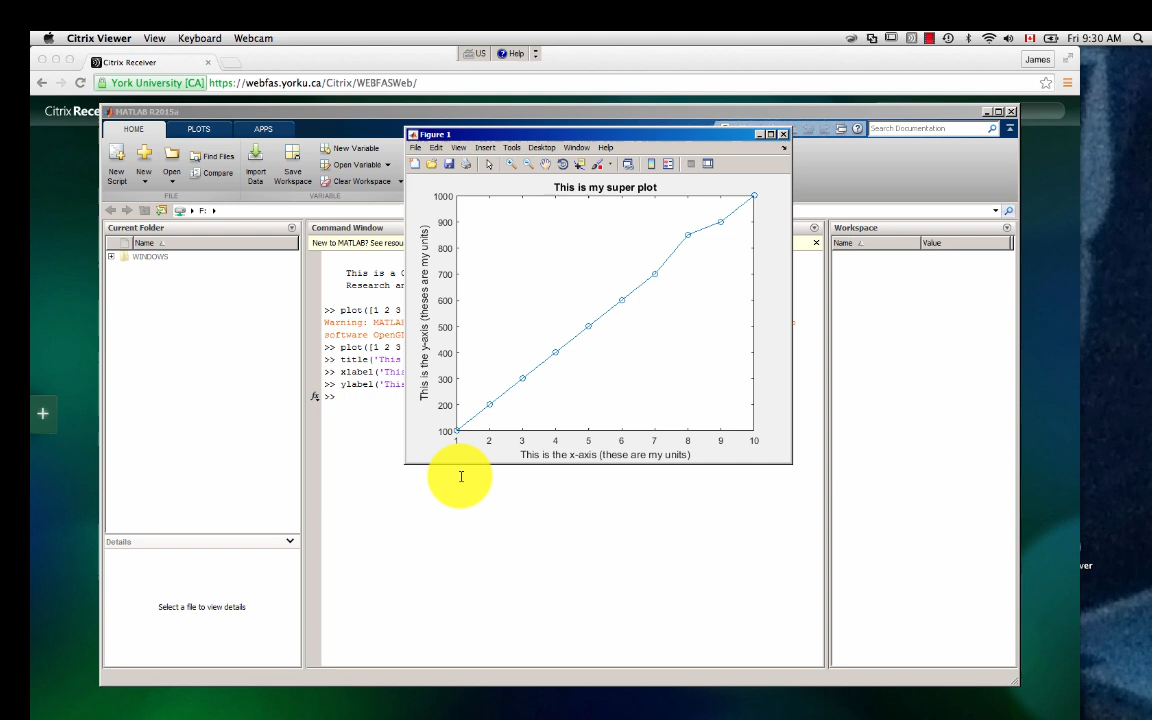 Citrix Viewer View Keyboard Webcam Fri 9:30 AM
US Help
Citrix Receiver × James
York University [CA] https://webfas.yorku.ca/Citrix/WEBFASWeb/
Citrix Rece
MATLAB R2015a
HOME PLOTS APPS Search Documentation
New Script New Open Find Files Compare Import Data Save Workspace New Variable Open Variable Clear Workspace
FILE VARIABLE
F:
Current Folder
Name
WINDOWS
Details
Select a file to view details
Command Window
New to MATLAB? See resou
This is a
Research an
>> plot([1 2 3
Warning: MATLA
software OpenG
>> plot([1 2 3
>> title('This
>> xlabel('This
>> ylabel('This
fx >>
Figure 1
File Edit View Insert Tools Desktop Window Help
This is my super plot
This is the y-axis (theses are my units)
1000
900
800
700
600
500
400
300
200
100
1 2 3 4 5 6 7 8 9 10
This is the x-axis (these are my units)
Workspace
Name Value
ver